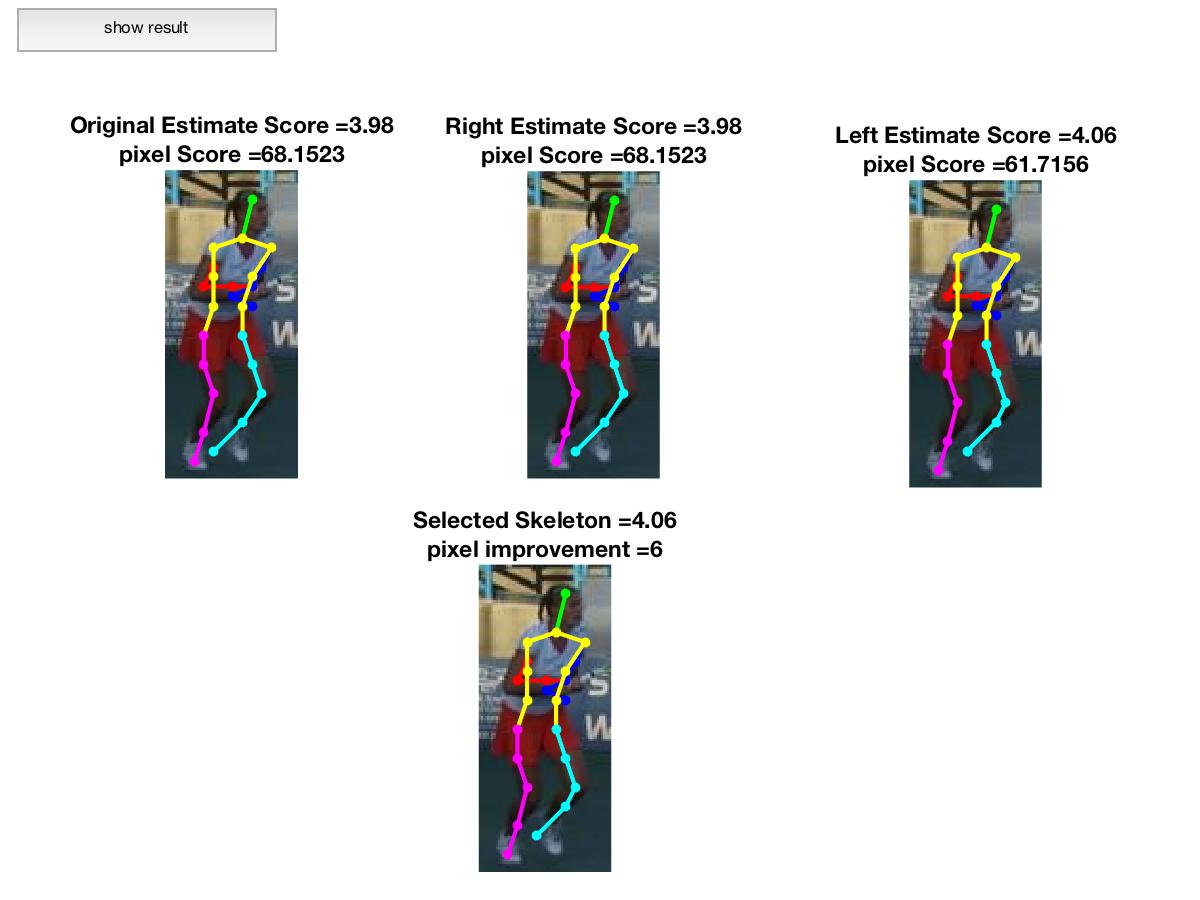 show result
Original Estimate Score =3.98
pixel Score =68.1523
Right Estimate Score =3.98
pixel Score =68.1523
Left Estimate Score =4.06
pixel Score =61.7156
S
W
S
W
S
W
Selected Skeleton =4.06
pixel improvement =6
S
W